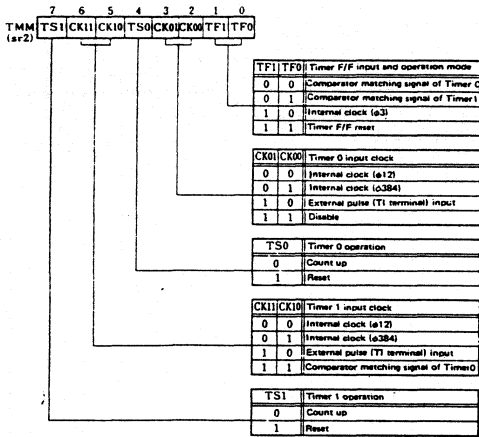 7 6 5 4 3 2 1 0
TMM (sr2) TS1 CK11 CK10 TS0 CK01 CK00 TF1 TF0
TF1 TF0 Timer F/F input and operation mode
0 0 Comparator matching signal of Timer 0
0 1 Comparator matching signal of Timer1
1 0 Internal clock (ø3)
1 1 Timer F/F reset
CK01 CK00 Timer 0 input clock
0 0 Internal clock (ø12)
0 1 Internal clock (ø384)
1 0 External pulse (TI terminal) input
1 1 Disable
TS0 Timer 0 operation
0 Count up
1 Reset
CK11 CK10 Timer 1 input clock
0 0 Internal clock (ø12)
0 1 Internal clock (ø384)
1 0 External pulse (TI terminal) input
1 1 Comparator matching signal of Timer0
TS1 Timer 1 operation
0 Count up
1 Reset